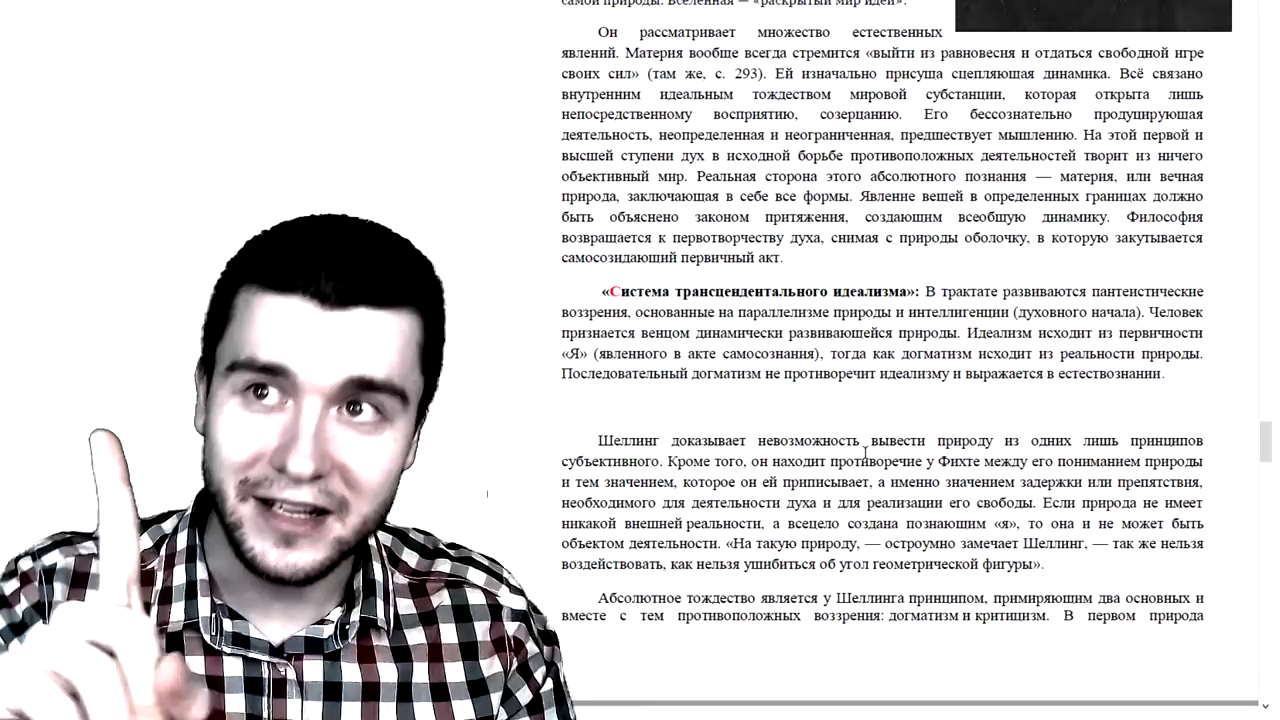 самой природы. Вселенная — «раскрытый мир идей».
Он рассматривает множество естественных
явлений. Материя вообще всегда стремится «выйти из равновесия и отдаться свободной игре
своих сил» (там же, с. 293). Ей изначально присуща сцепляющая динамика. Всё связано
внутренним идеальным тождеством мировой субстанции, которая открыта лишь
непосредственному восприятию, созерцанию. Его бессознательно продуцирующая
деятельность, неопределенная и неограниченная, предшествует мышлению. На этой первой и
высшей ступени дух в исходной борьбе противоположных деятельностей творит из ничего
объективный мир. Реальная сторона этого абсолютного познания — материя, или вечная
природа, заключающая в себе все формы. Явление вещей в определенных границах должно
быть объяснено законом притяжения, создающим всеобщую динамику. Философия
возвращается к первотворчеству духа, снимая с природы оболочку, в которую закутывается
самосозидающий первичный акт.
«Система трансцендентального идеализма»: В трактате развиваются пантеистические
воззрения, основанные на параллелизме природы и интеллигенции (духовного начала). Человек
признается венцом динамически развивающейся природы. Идеализм исходит из первичности
«Я» (явленного в акте самосознания), тогда как догматизм исходит из реальности природы.
Последовательный догматизм не противоречит идеализму и выражается в естествознании.
Шеллинг доказывает невозможность вывести природу из одних лишь принципов
субъективного. Кроме того, он находит противоречие у Фихте между его пониманием природы
и тем значением, которое он ей приписывает, а именно значением задержки или препятствия,
необходимого для деятельности духа и для реализации его свободы. Если природа не имеет
никакой внешней реальности, а всецело создана познающим «я», то она и не может быть
объектом деятельности. «На такую природу, — остроумно замечает Шеллинг, — так же нельзя
воздействовать, как нельзя ушибиться об угол геометрической фигуры».
Абсолютное тождество является у Шеллинга принципом, примиряющим два основных и
вместе с тем противоположных воззрения: догматизм и критицизм. В первом природа